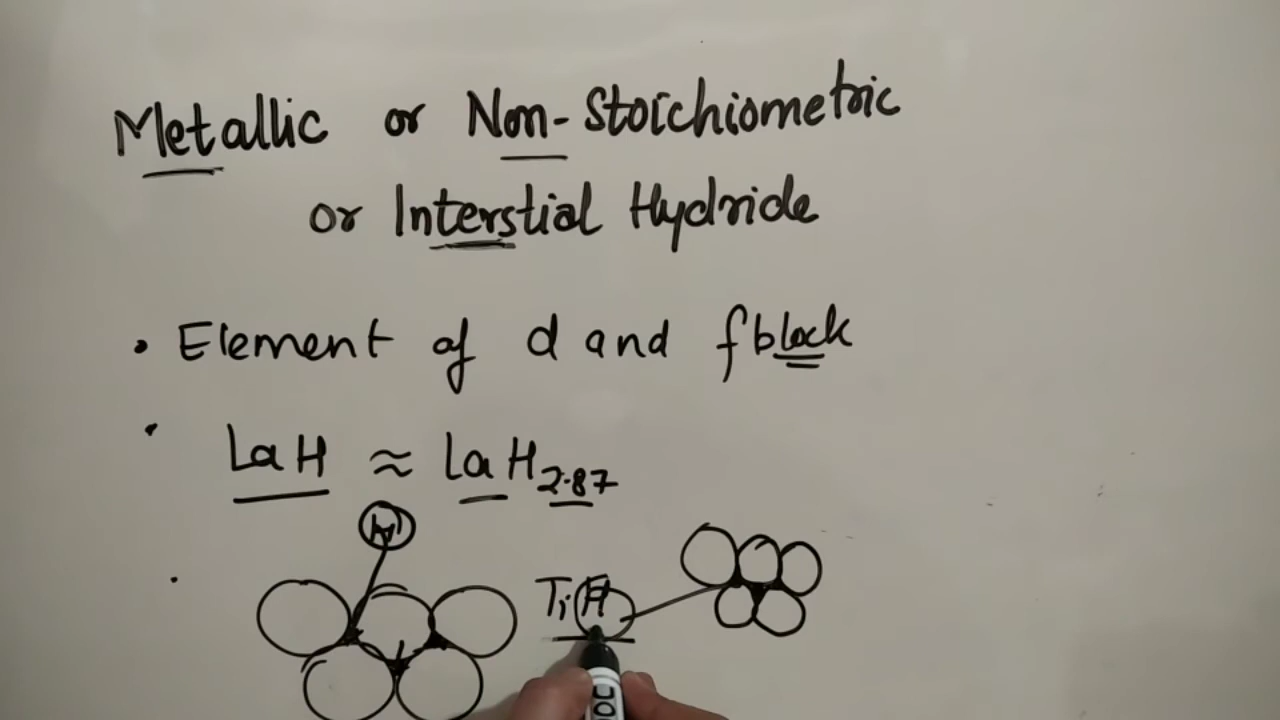 Metallic or Non-Stoichiometric
or Interstial Hydride
• Element of d and f block
• LaH ≈ LaH2.87
H
• TiH